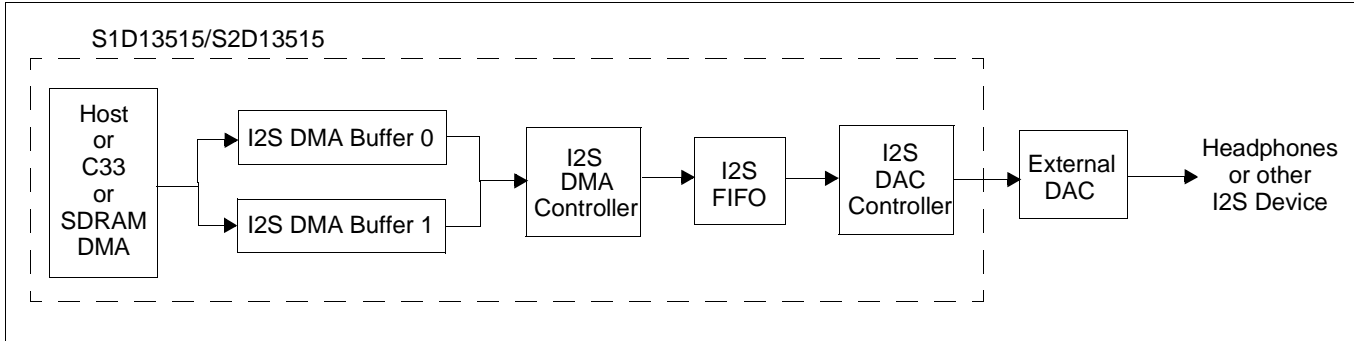 S1D13515/S2D13515
Host
or
C33
or
SDRAM
DMA
I2S DMA Buffer 0
I2S DMA Buffer 1
I2S
DMA
Controller
I2S
FIFO
I2S
DAC
Controller
External
DAC
Headphones
or other
I2S Device